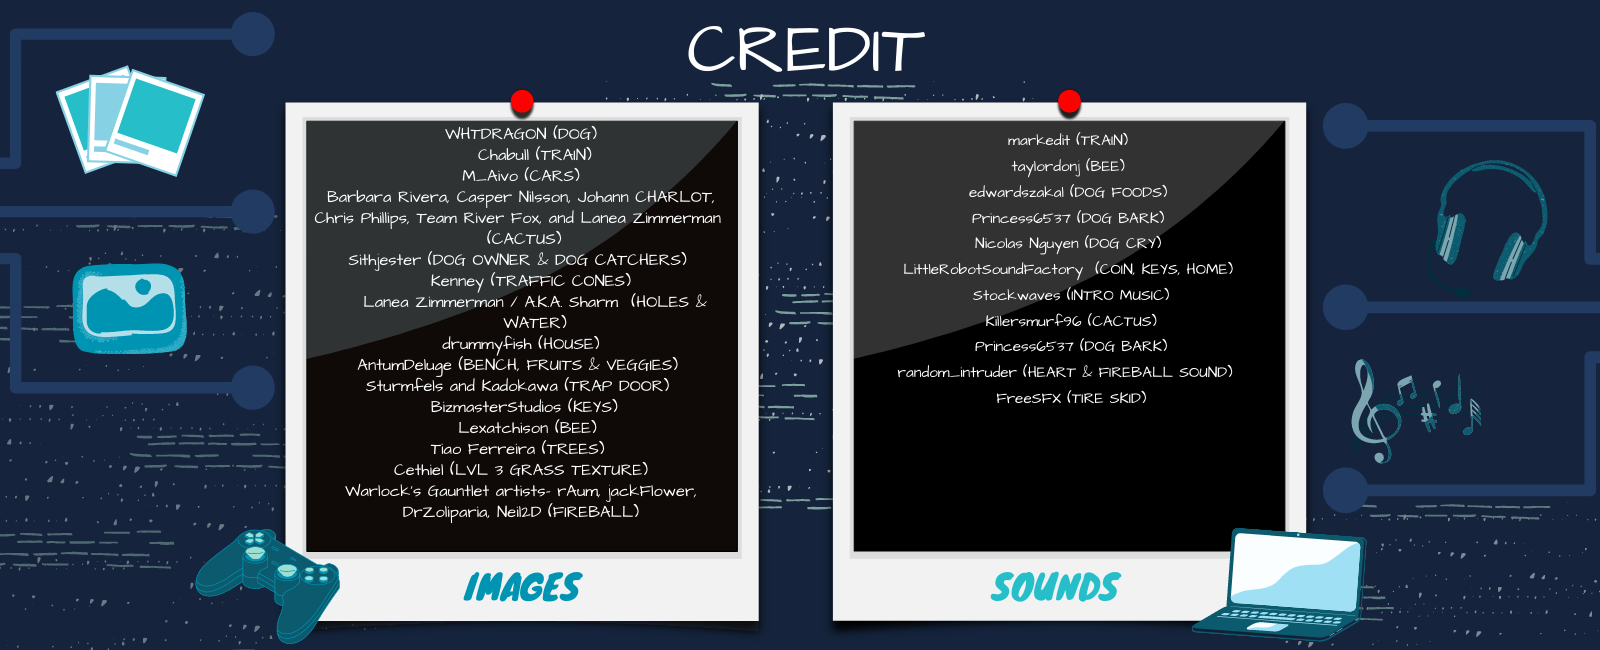 CREDIT
WHTDRAGON (DOG)
Chabull (TRAIN)
M_Aivo (CARS)
Barbara Rivera, Casper Nilsson, Johann CHARLOT,
Chris Phillips, Team River Fox, and Lanea Zimmerman
(CACTUS)
Sithjester (DOG OWNER & DOG CATCHERS)
Kenney (TRAFFIC CONES)
Lanea Zimmerman / A.K.A. Sharm (HOLES &
WATER)
drummyfish (HOUSE)
AntumDeluge (BENCH, FRUITS & VEGGIES)
Sturmfels and Kadokawa (TRAP DOOR)
BizmasterStudios (KEYS)
Lexatchison (BEE)
Tiao Ferreira (TREES)
Cethiel (LVL 3 GRASS TEXTURE)
Warlock's Gauntlet artists- rAum, jackFlower,
DrZoliparia, Neil2D (FIREBALL)
IMAGES
markedit (TRAIN)
taylordonj (BEE)
edwardszakal (DOG FOODS)
Princess6537 (DOG BARK)
Nicolas Nguyen (DOG CRY)
LittleRobotSoundFactory (COIN, KEYS, HOME)
Stockwaves (INTRO MUSIC)
Killersmurf96 (CACTUS)
Princess6537 (DOG BARK)
random_intruder (HEART & FIREBALL SOUND)
FreeSFX (TIRE SKID)
SOUNDS